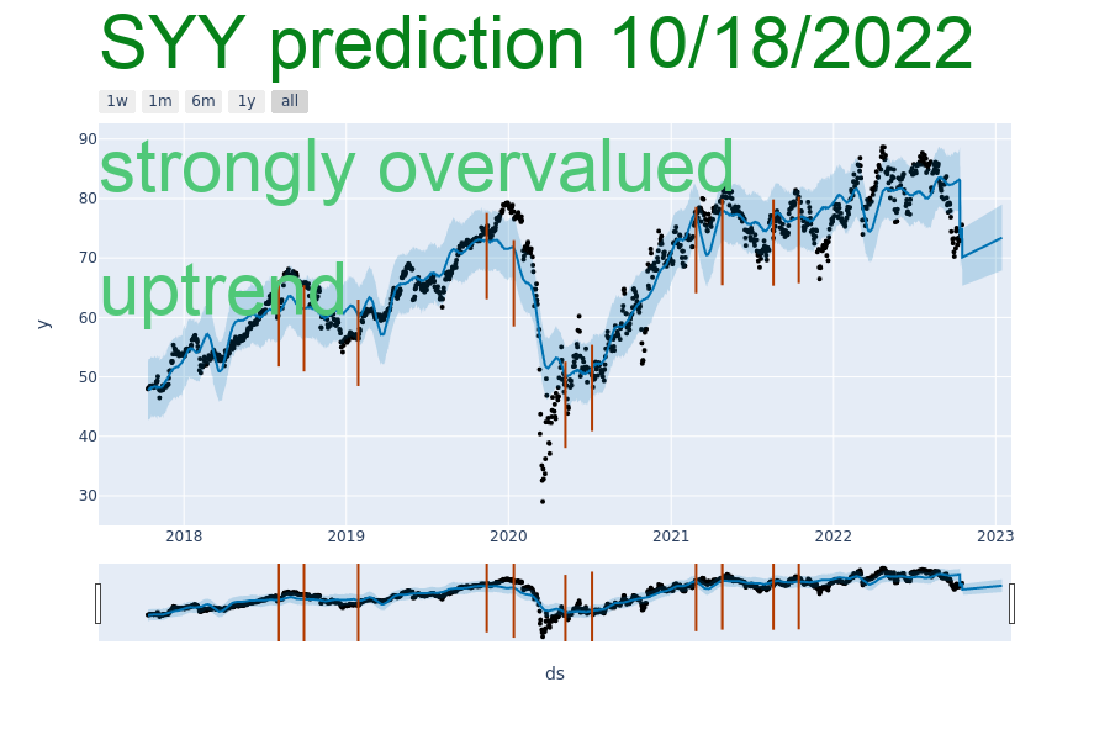 SYY prediction 10/18/2022
1w 1m 6m 1y all
strongly overvalued
uptrend
90
80
70
60
50
40
30
y
2018 2019 2020 2021 2022 2023
ds